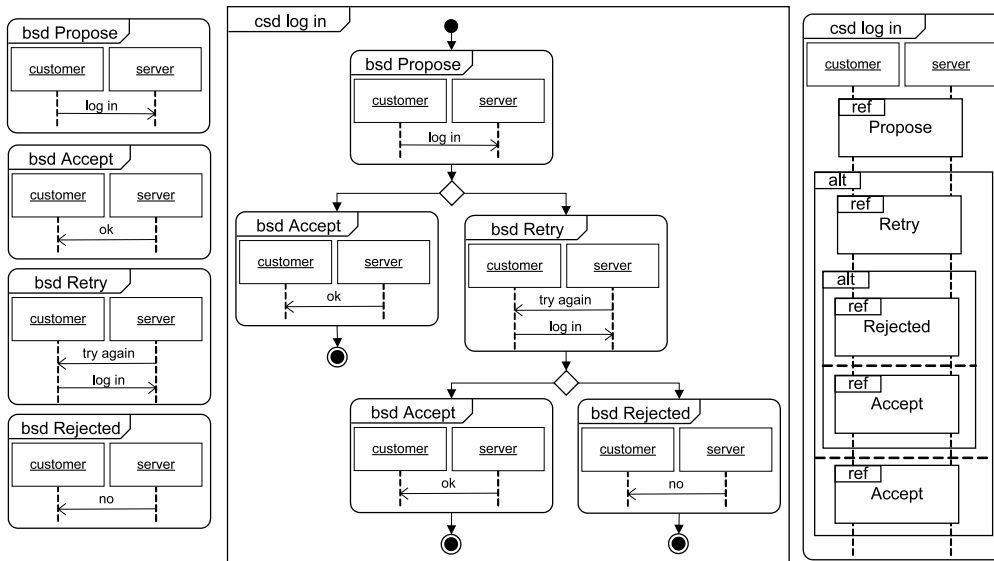 bsd Propose
customer server
log in
bsd Accept
customer server
ok
bsd Retry
customer server
try again
log in
bsd Rejected
customer server
no
csd log in
bsd Propose
customer server
log in
bsd Accept
customer server
ok
bsd Retry
customer server
try again
log in
bsd Accept
customer server
ok
bsd Rejected
customer server
no
csd log in
customer server
ref
Propose
alt
ref
Retry
alt
ref
Rejected
ref
Accept
ref
Accept